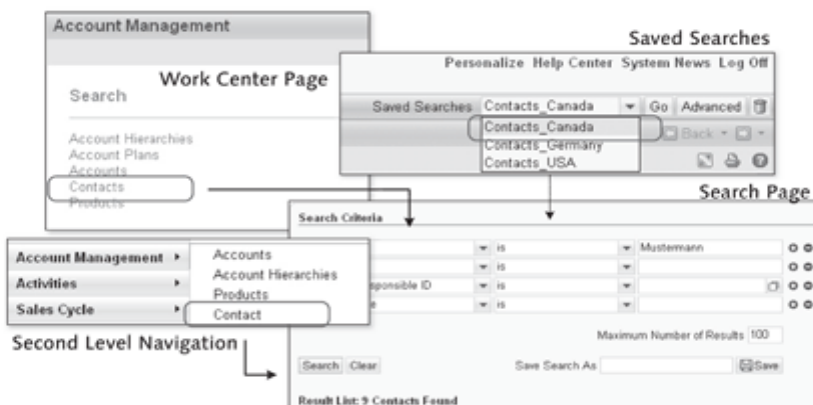 Account Management
Search
Account Hierarchies
Account Plans
Accounts
Contacts
Products
Work Center Page
Saved Searches
Personalize Help Center System News Log Off
Saved Searches Contacts_Canada Go Advanced
Contacts_Canada Back
Contacts_Germany
Contacts_USA
Search Page
Search Criteria
is Mustermann
is
sponsible ID is
e is
Maximum Number of Results 100
Search Clear Save Search As Save
Result List: 9 Contacts Found
Account Management
Activities
Sales Cycle
Accounts
Account Hierarchies
Products
Contact
Second Level Navigation